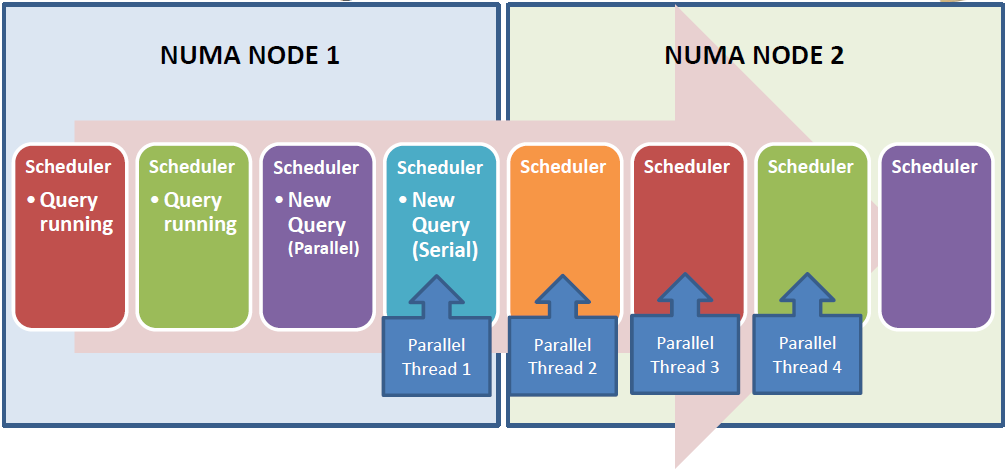 NUMA NODE 1
NUMA NODE 2
Scheduler
• Query
running
Scheduler
• Query
running
Scheduler
• New
Query
(Parallel)
Scheduler
• New
Query
(Serial)
Scheduler
Scheduler
Scheduler
Scheduler
Parallel
Thread 1
Parallel
Thread 2
Parallel
Thread 3
Parallel
Thread 4